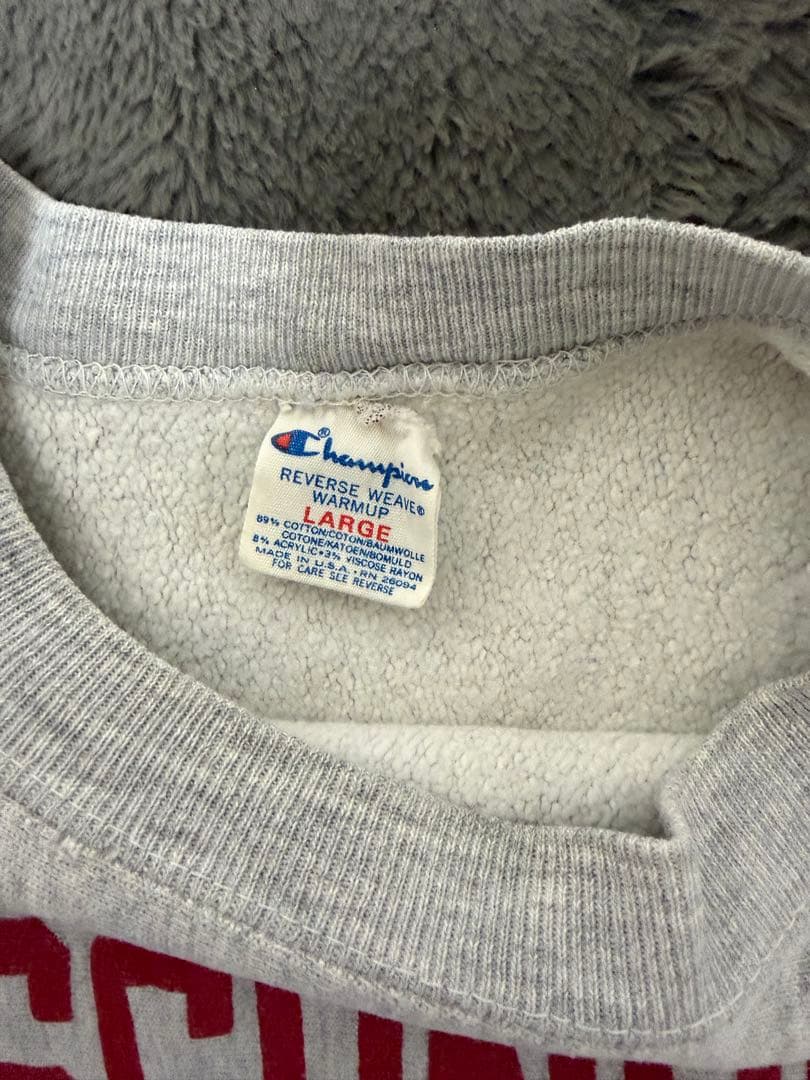 Champion®
REVERSE WEAVE®
WARMUP
LARGE
89% COTTON/COTON/BAUMWOLLE
COTONE/KATOEN/BOMULD
8% ACRYLIC•3% VISCOSE RAYON
MADE IN U.S.A. • RN 26094
FOR CARE SEE REVERSE